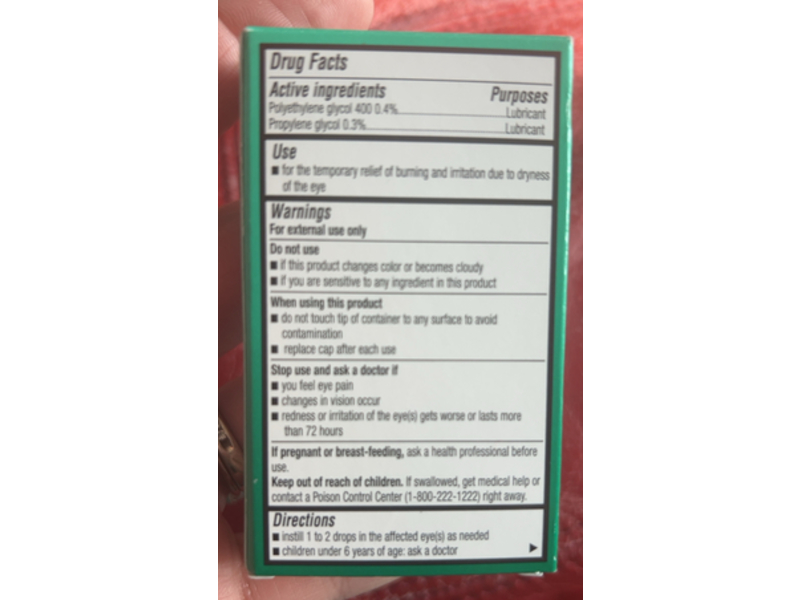 Drug Facts
Active ingredients Purposes
Polyethylene glycol 400 0.4% Lubricant
Propylene glycol 0.3% Lubricant
Use
■ for the temporary relief of burning and irritation due to dryness
of the eye
Warnings
For external use only
Do not use
■ if this product changes color or becomes cloudy
■ if you are sensitive to any ingredient in this product
When using this product
■ do not touch tip of container to any surface to avoid
contamination
■ replace cap after each use
Stop use and ask a doctor if
■ you feel eye pain
■ changes in vision occur
■ redness or irritation of the eye(s) gets worse or lasts more
than 72 hours
If pregnant or breast-feeding, ask a health professional before
use.
Keep out of reach of children. If swallowed, get medical help or
contact a Poison Control Center (1-800-222-1222) right away.
Directions
■ instill 1 to 2 drops in the affected eye(s) as needed
■ children under 6 years of age: ask a doctor